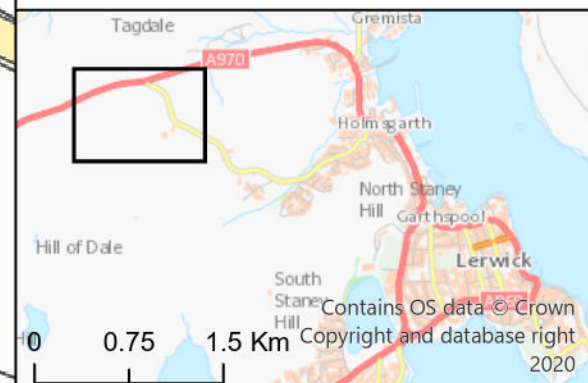 Tagdale
Gremista
A970
Holmsgarth
North Staney
Hill
Garthspool
Hill of Dale
Lerwick
South
Staney
Hill
Contains OS data © Crown
Copyright and database right
2020
0 0.75 1.5 Km